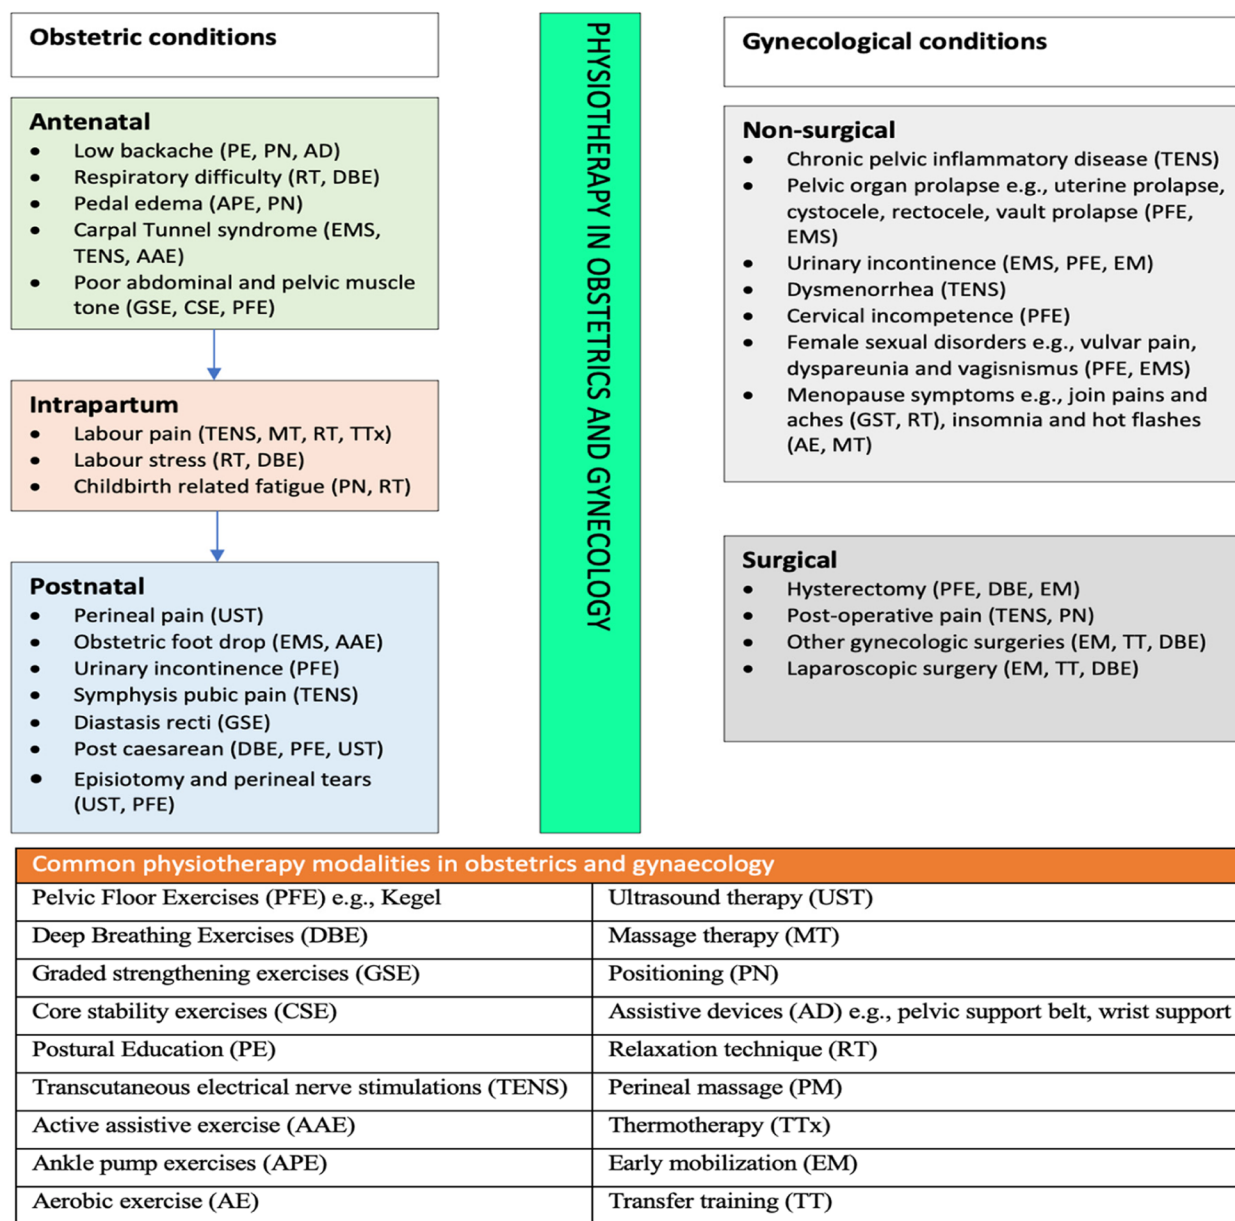 Obstetric conditions
Antenatal
• Low backache (PE, PN, AD)
• Respiratory difficulty (RT, DBE)
• Pedal edema (APE, PN)
• Carpal Tunnel syndrome (EMS,
TENS, AAE)
• Poor abdominal and pelvic muscle
tone (GSE, CSE, PFE)
Intrapartum
• Labour pain (TENS, MT, RT, TTx)
• Labour stress (RT, DBE)
• Childbirth related fatigue (PN, RT)
Postnatal
• Perineal pain (UST)
• Obstetric foot drop (EMS, AAE)
• Urinary incontinence (PFE)
• Symphysis pubic pain (TENS)
• Diastasis recti (GSE)
• Post caesarean (DBE, PFE, UST)
• Episiotomy and perineal tears
(UST, PFE)
PHYSIOTHERAPY IN OBSTETRICS AND GYNECOLOGY
Gynecological conditions
Non-surgical
• Chronic pelvic inflammatory disease (TENS)
• Pelvic organ prolapse e.g., uterine prolapse,
cystocele, rectocele, vault prolapse (PFE,
EMS)
• Urinary incontinence (EMS, PFE, EM)
• Dysmenorrhea (TENS)
• Cervical incompetence (PFE)
• Female sexual disorders e.g., vulvar pain,
dyspareunia and vagisnismus (PFE, EMS)
• Menopause symptoms e.g., join pains and
aches (GST, RT), insomnia and hot flashes
(AE, MT)
Surgical
• Hysterectomy (PFE, DBE, EM)
• Post-operative pain (TENS, PN)
• Other gynecologic surgeries (EM, TT, DBE)
• Laparoscopic surgery (EM, TT, DBE)
Common physiotherapy modalities in obstetrics and gynaecology
Pelvic Floor Exercises (PFE) e.g., Kegel
Ultrasound therapy (UST)
Deep Breathing Exercises (DBE)
Massage therapy (MT)
Graded strengthening exercises (GSE)
Positioning (PN)
Core stability exercises (CSE)
Assistive devices (AD) e.g., pelvic support belt, wrist support
Postural Education (PE)
Relaxation technique (RT)
Transcutaneous electrical nerve stimulations (TENS)
Perineal massage (PM)
Active assistive exercise (AAE)
Thermotherapy (TTx)
Ankle pump exercises (APE)
Early mobilization (EM)
Aerobic exercise (AE)
Transfer training (TT)